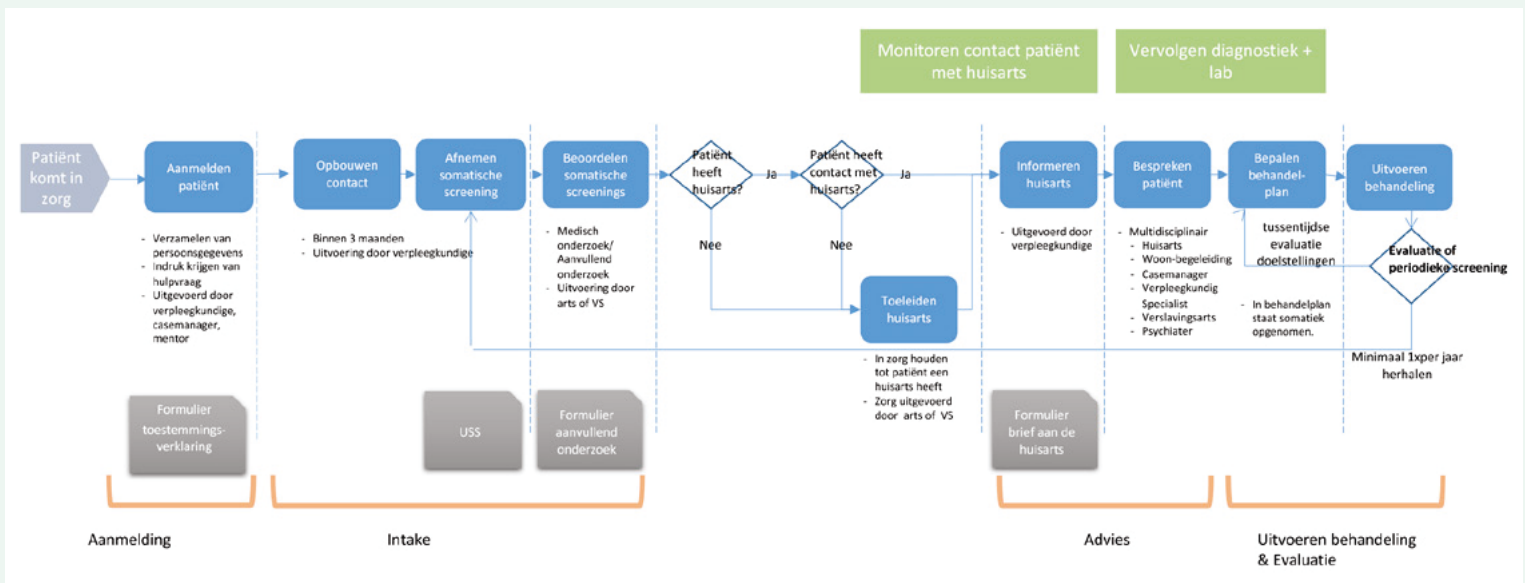 Monitoren contact patiënt
met huisarts
Vervolgen diagnostiek +
lab
Patiënt
komt in
zorg
Aanmelden
patiënt
Opbouwen
contact
Afnemen
somatische
screening
Beoordelen
somatische
screenings
Patiënt
heeft
huisarts?
Ja
Patiënt heeft
contact met
huisarts?
Ja
Informeren
huisarts
Bespreken
patiënt
Bepalen
behandel-
plan
Uitvoeren
behandeling
- Verzamelen van
persoonsgegevens
- Indruk krijgen van
hulpvraag
- Uitgevoerd door
verpleegkundige,
casemanager,
mentor
- Binnen 3 maanden
- Uitvoering door verpleegkundige
- Medisch
onderzoek/
Aanvullend
onderzoek
- Uitvoering door
arts of VS
Nee
Nee
- Uitgevoerd door
verpleegkundige
- Multidisciplinair
- Huisarts
- Woon-begeleiding
- Casemanager
- Verpleegkundig
Specialist
- Verslavingsarts
- Psychiater
tussentijdse
evaluatie
doelstellingen
- In behandelplan
staat somatiek
opgenomen.
Evaluatie of
periodieke screening
Toeleiden
huisarts
- In zorg houden
tot patiënt een
huisarts heeft
- Zorg uitgevoerd
door arts of VS
Minimaal 1xper jaar
herhalen
Formulier
toestemmings-
verklaring
USS
Formulier
aanvullend
onderzoek
Formulier
brief aan de
huisarts
Aanmelding
Intake
Advies
Uitvoeren behandeling
& Evaluatie